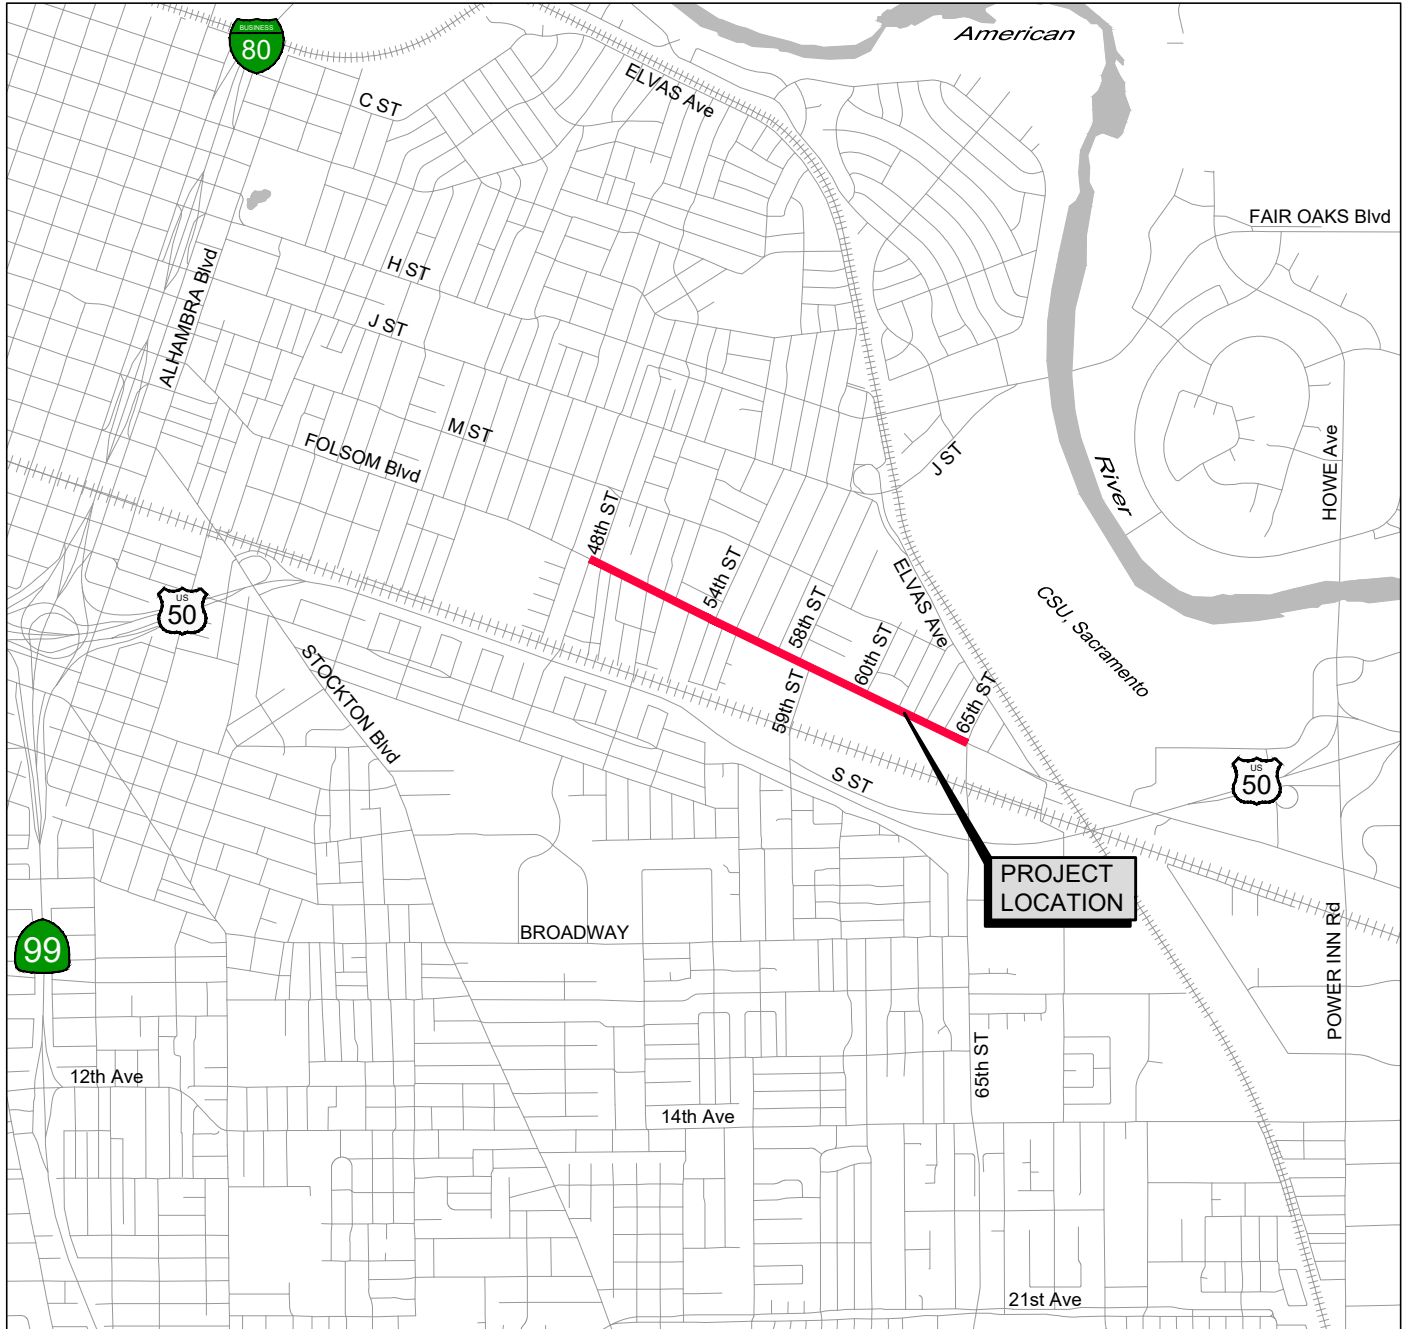 BUSINESS
80
American
ELVAS Ave
C ST
FAIR OAKS Blvd
H ST
ALHAMBRA Blvd
J ST
M ST
FOLSOM Blvd
J ST
River
HOWE Ave
48th ST
54th ST
58th ST
ELVAS Ave
CSU, Sacramento
US
50
60th ST
STOCKTON Blvd
59th ST
65th ST
S ST
US
50
PROJECT
LOCATION
BROADWAY
99
POWER INN Rd
65th ST
12th Ave
14th Ave
21st Ave